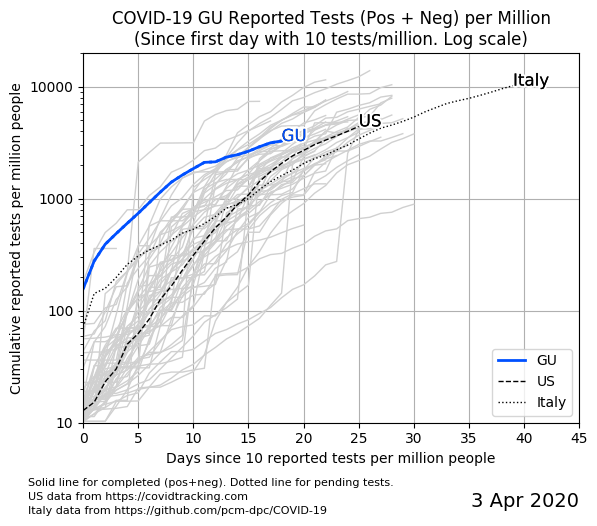 COVID-19 GU Reported Tests (Pos + Neg) per Million
(Since first day with 10 tests/million. Log scale)
Cumulative reported tests per million people
10000
1000
100
10
Italy
US
GU
GU
US
Italy
0 5 10 15 20 25 30 35 40 45
Days since 10 reported tests per million people
Solid line for completed (pos+neg). Dotted line for pending tests.
US data from https://covidtracking.com
Italy data from https://github.com/pcm-dpc/COVID-19
3 Apr 2020